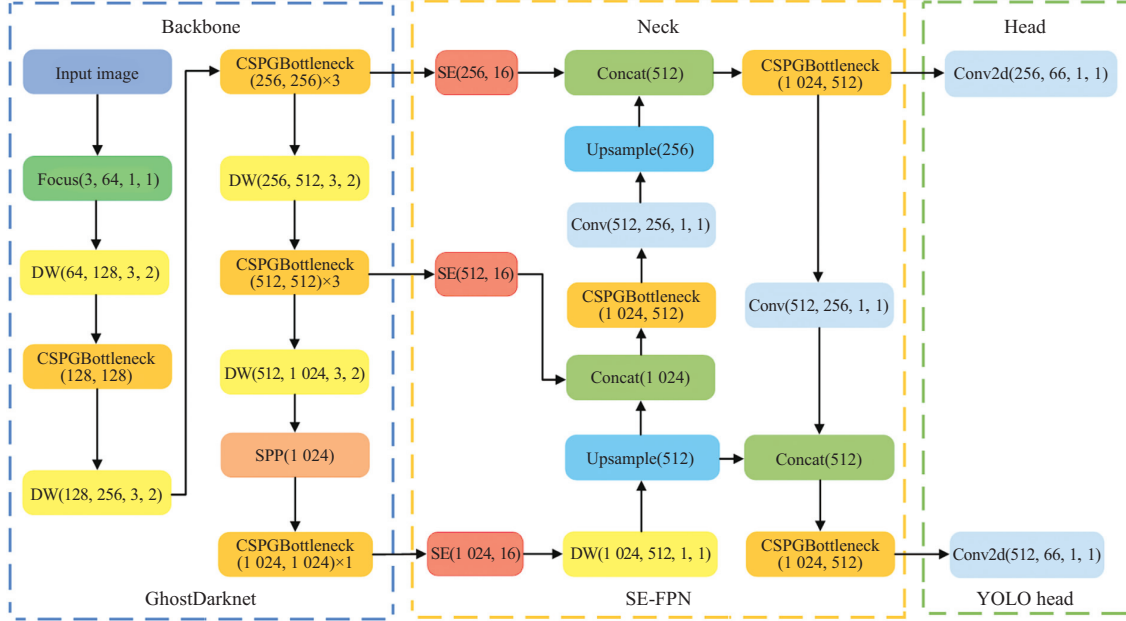 Backbone
Neck
Head
Input image
Focus(3, 64, 1, 1)
DW(64, 128, 3, 2)
CSPGBottleneck
(128, 128)
DW(128, 256, 3, 2)
CSPGBottleneck
(256, 256)×3
DW(256, 512, 3, 2)
CSPGBottleneck
(512, 512)×3
DW(512, 1 024, 3, 2)
SPP(1 024)
CSPGBottleneck
(1 024, 1 024)×1
SE(256, 16)
SE(512, 16)
SE(1 024, 16)
Concat(512)
Upsample(256)
Conv(512, 256, 1, 1)
CSPGBottleneck
(1 024, 512)
Concat(1 024)
Upsample(512)
DW(1 024, 512, 1, 1)
CSPGBottleneck
(1 024, 512)
Conv(512, 256, 1, 1)
Concat(512)
CSPGBottleneck
(1 024, 512)
Conv2d(256, 66, 1, 1)
Conv2d(512, 66, 1, 1)
GhostDarknet
SE-FPN
YOLO head